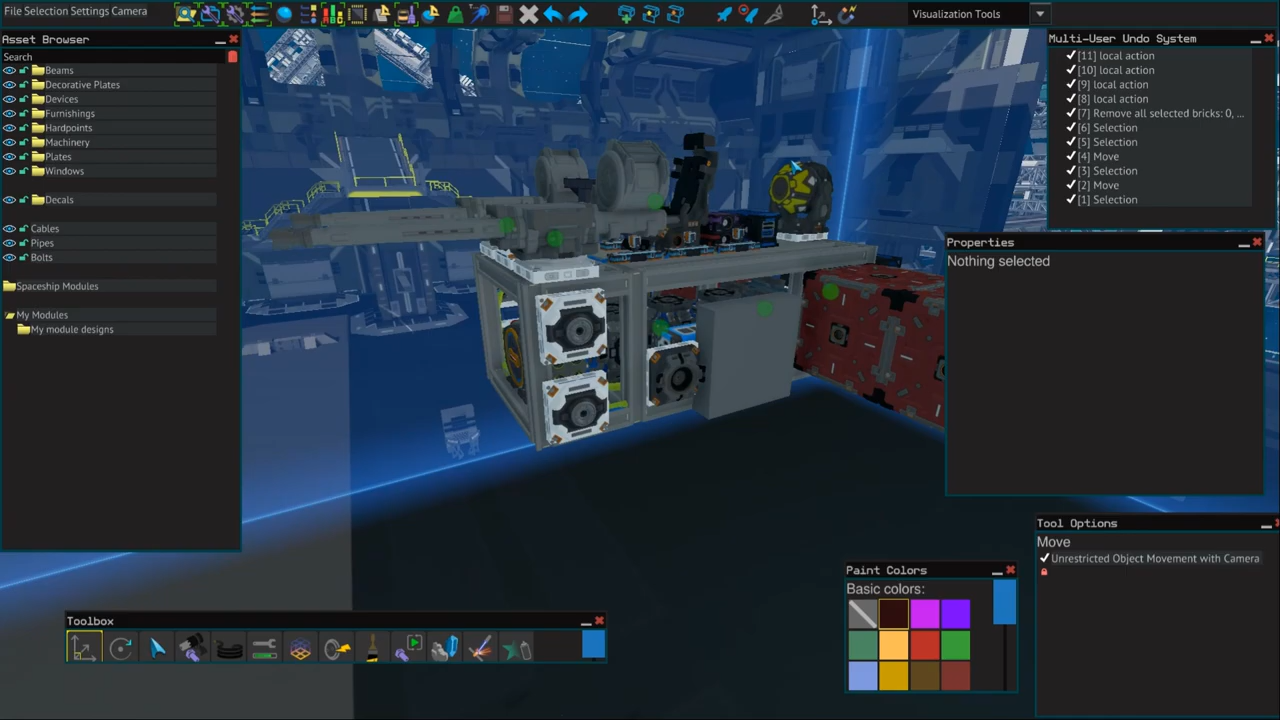 File Selection Settings Camera
Visualization Tools
Asset Browser
Search
Beams
Decorative Plates
Devices
Furnishings
Hardpoints
Machinery
Plates
Windows
Decals
Cables
Pipes
Bolts
Spaceship Modules
My Modules
My module designs
Multi-User Undo System
[11] local action
[10] local action
[9] local action
[8] local action
[7] Remove all selected bricks: 0, ...
[6] Selection
[5] Selection
[4] Move
[3] Selection
[2] Move
[1] Selection
Properties
Nothing selected
Tool Options
Move
Unrestricted Object Movement with Camera
Paint Colors
Basic colors:
Toolbox